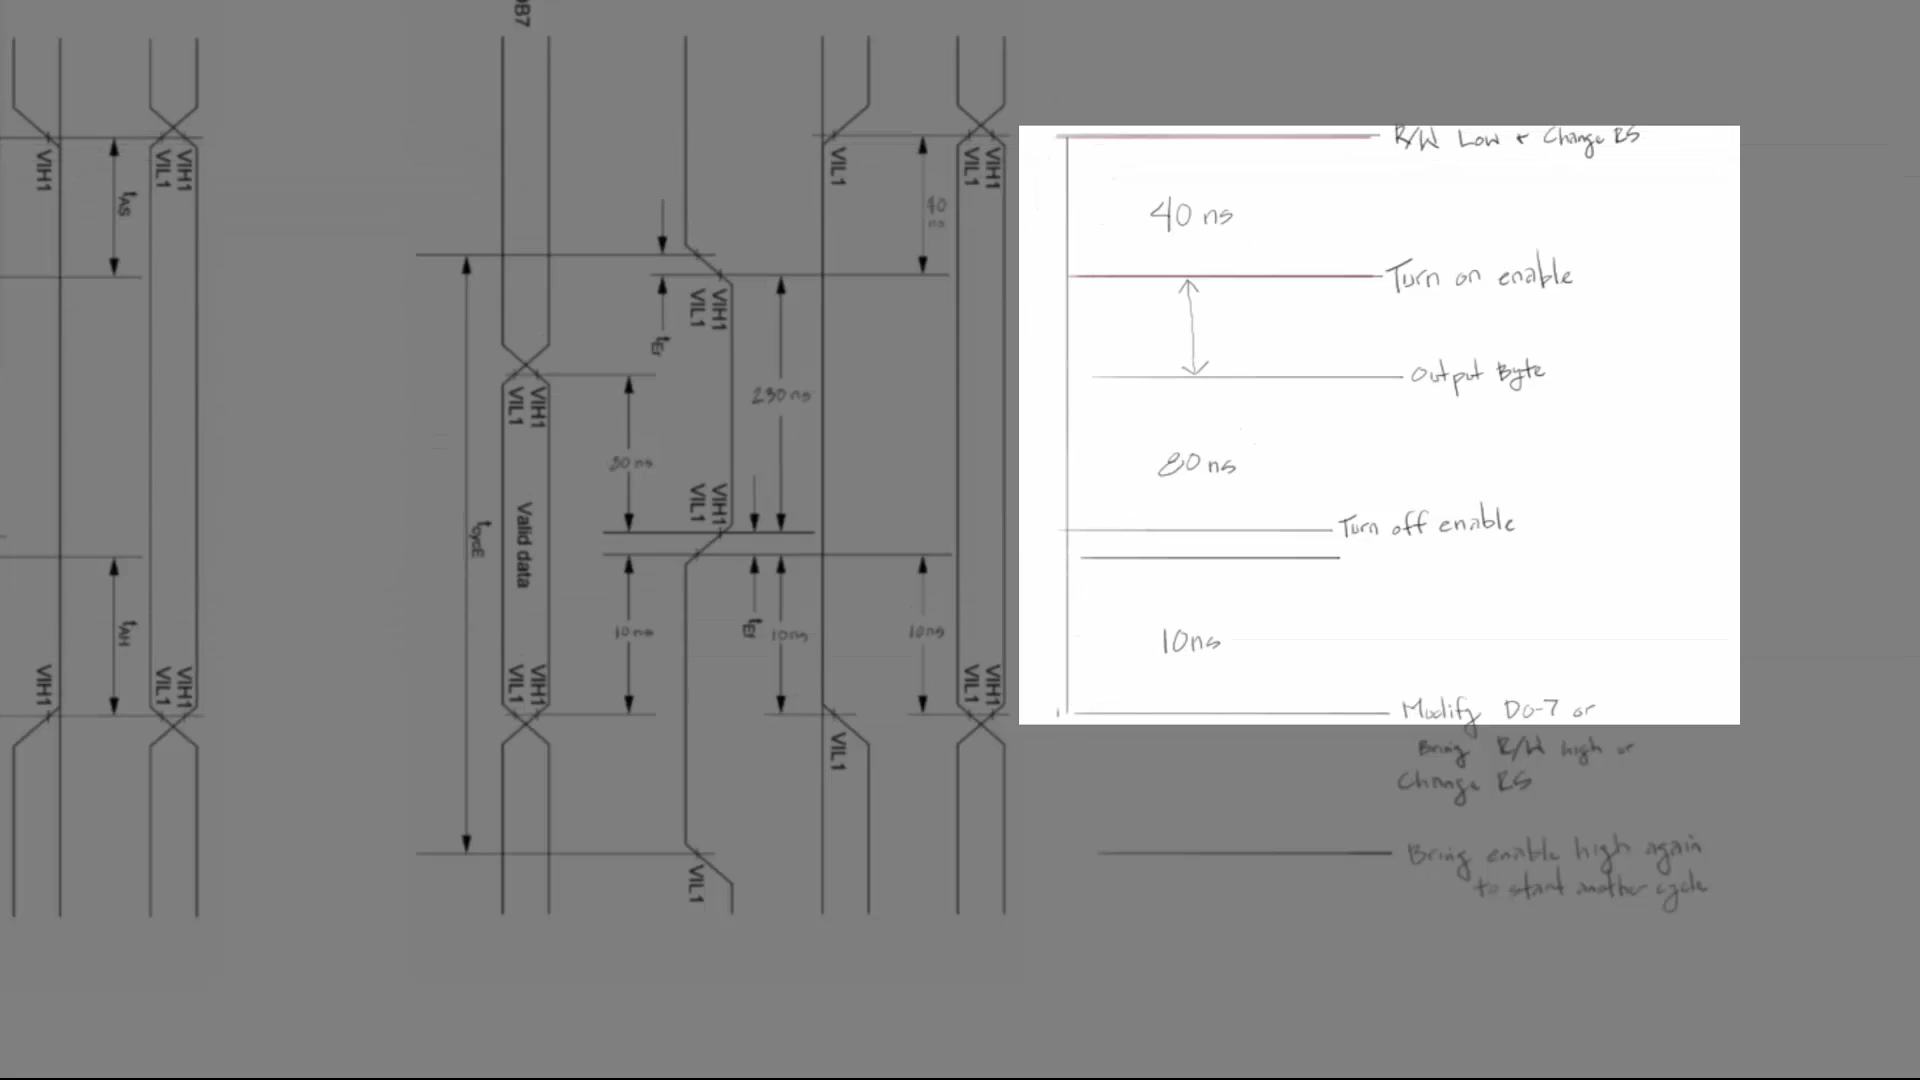 DB7
VIH1
tAS
VIL1
VIH1
tAH
VIH1
VIL1
VIH1
tcycE
VIL1
VIH1
Valid data
VIL1
VIH1
80 ns
10 ns
tEr
VIL1
VIH1
VIL1
VIH1
VIL1
230 ns
tEf
10 ns
VIL1
VIL1
40
ns
10 ns
VIL1
VIH1
VIL1
VIH1
R/W Low + Change RS
40 ns
Turn on enable
Output Byte
80 ns
Turn off enable
10ns
Modify D0-7 or
Bring R/W high or
Change RS
Bring enable high again
to start another cycle